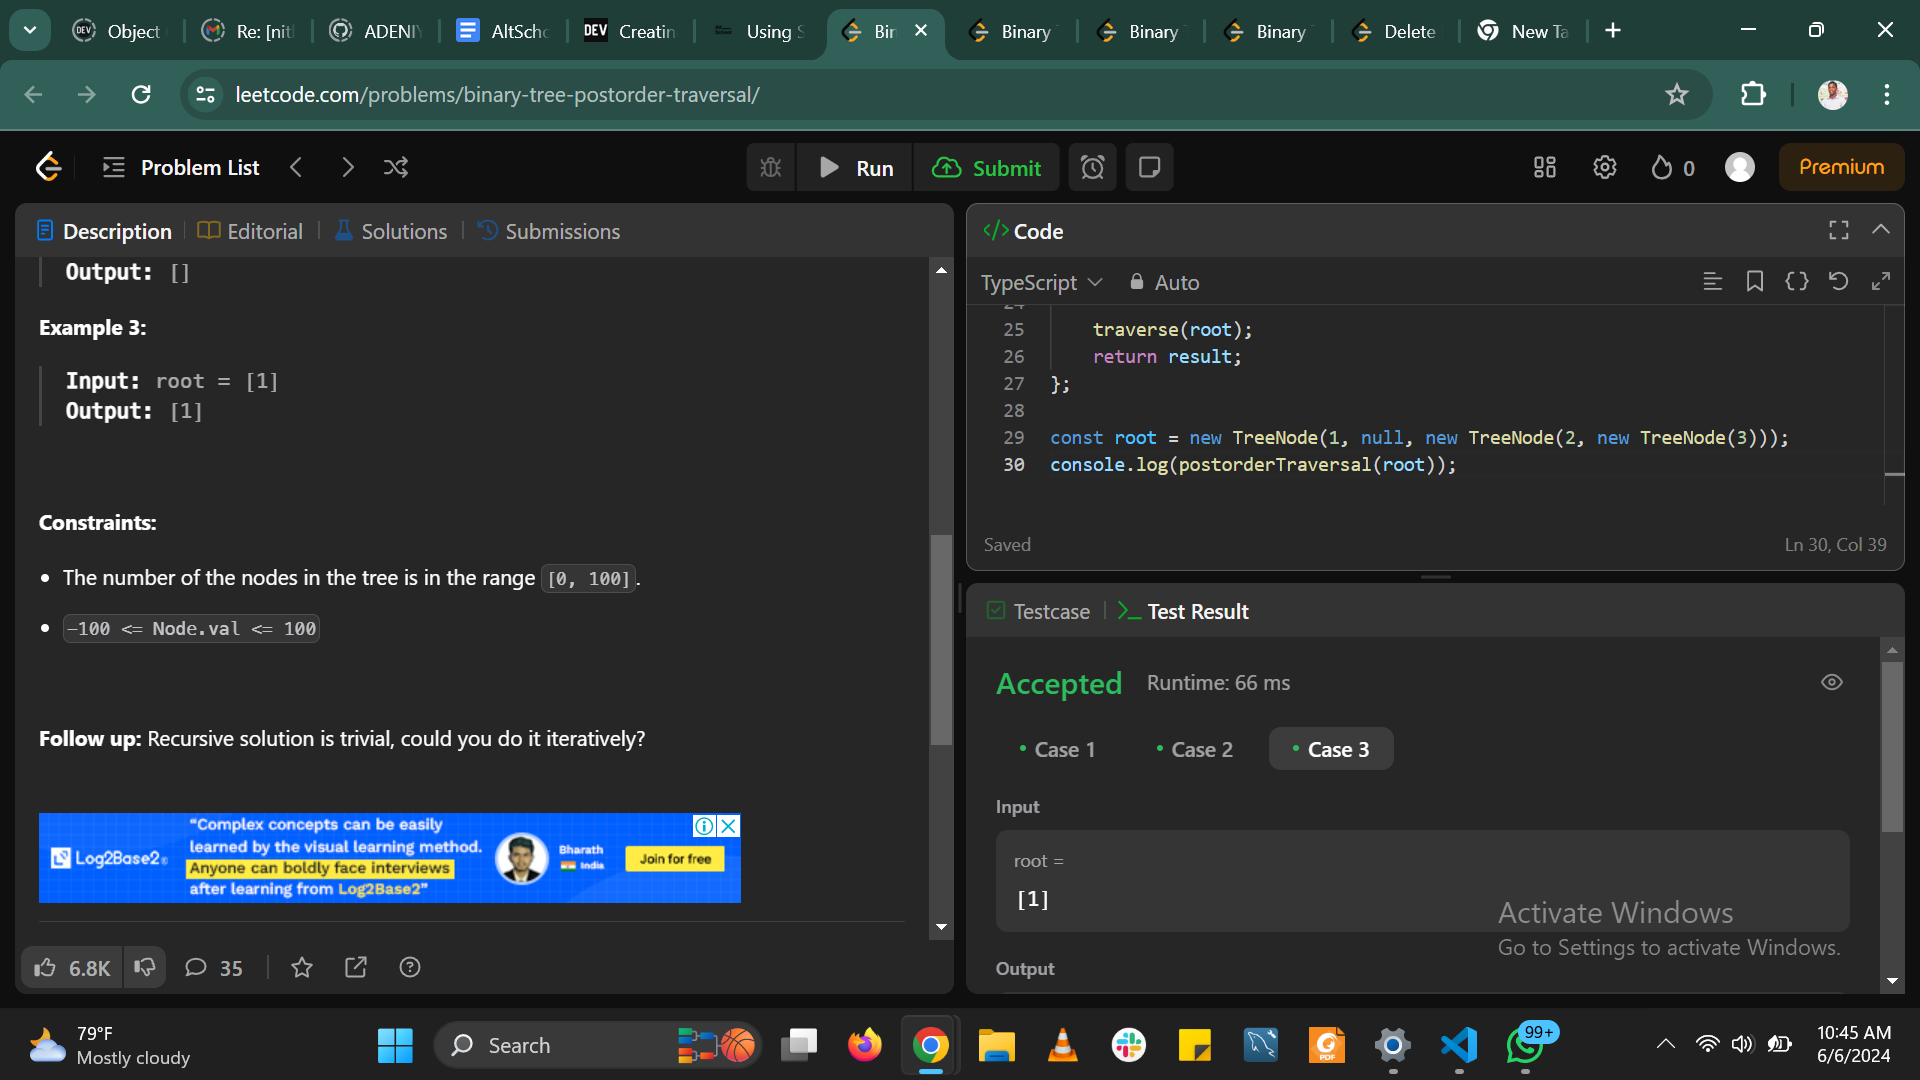 Object
Re: [nitl
ADENIY
AltScho
DEV Creatin
Using S
Bin
Binary
Binary
Binary
Delete
New Ta
leetcode.com/problems/binary-tree-postorder-traversal/
Problem List
Run
Submit
0
Premium
Description
Editorial
Solutions
Submissions
Output: []
Example 3:
Input: root = [1]
Output: [1]
Constraints:
• The number of the nodes in the tree is in the range [0, 100].
• -100 <= Node.val <= 100
Follow up: Recursive solution is trivial, could you do it iteratively?
Log2Base2®
“Complex concepts can be easily
learned by the visual learning method.
Anyone can boldly face interviews
after learning from Log2Base2”
Bharath
India
Join for free
6.8K
35
</> Code
TypeScript
Auto
24
25 traverse(root);
26 return result;
27 };
28
29 const root = new TreeNode(1, null, new TreeNode(2, new TreeNode(3)));
30 console.log(postorderTraversal(root));
Saved
Ln 30, Col 39
Testcase
Test Result
Accepted
Runtime: 66 ms
• Case 1
• Case 2
• Case 3
Input
root =
[1]
Output
Activate Windows
Go to Settings to activate Windows.
79°F
Mostly cloudy
Search
PDF
99+
10:45 AM
6/6/2024